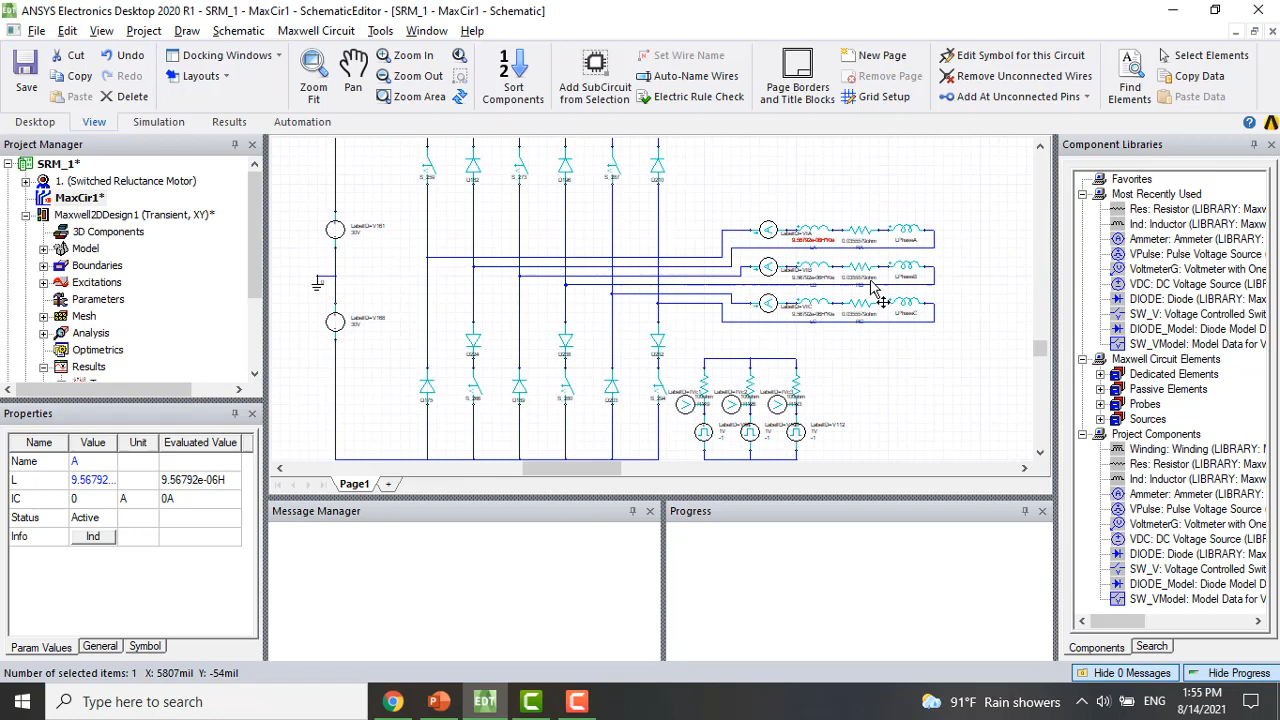 ANSYS Electronics Desktop 2020 R1 - SRM_1 - MaxCir1 - SchematicEditor - [SRM_1 - MaxCir1 - Schematic]
File Edit View Project Draw Schematic Maxwell Circuit Tools Window Help
Save
Cut
Copy
Paste
Undo
Redo
Delete
Docking Windows
Layouts
Zoom Fit
Pan
Zoom In
Zoom Out
Zoom Area
Sort Components
Add SubCircuit from Selection
Set Wire Name
Auto-Name Wires
Electric Rule Check
Page Borders and Title Blocks
New Page
Remove Page
Grid Setup
Edit Symbol for this Circuit
Remove Unconnected Wires
Add At Unconnected Pins
Find Elements
Select Elements
Copy Data
Paste Data
Desktop View Simulation Results Automation
Project Manager
SRM_1*
1. (Switched Reluctance Motor)
MaxCir1*
Maxwell2DDesign1 (Transient, XY)*
3D Components
Model
Boundaries
Excitations
Parameters
Mesh
Analysis
Optimetrics
Results
Properties
Name Value Unit Evaluated Value
Name A
L 9.56792... 9.56792e-06H
IC 0 A 0A
Status Active
Info Ind
Param Values General Symbol
LabelID=V161
30V
LabelID=V168
30V
LPhaseA
LPhaseB
LPhaseC
Page1 +
Message Manager
Progress
Component Libraries
Favorites
Most Recently Used
Res: Resistor (LIBRARY: Maxw
Ind: Inductor (LIBRARY: Maxw
Ammeter: Ammeter (LIBRARY
VPulse: Pulse Voltage Source
VoltmeterG: Voltmeter with One
VDC: DC Voltage Source (LIBF
DIODE: Diode (LIBRARY: Max
SW_V: Voltage Controlled Swit
DIODE_Model: Diode Model D
SW_VModel: Model Data for V
Maxwell Circuit Elements
Dedicated Elements
Passive Elements
Probes
Sources
Project Components
Winding: Winding (LIBRARY: M
Res: Resistor (LIBRARY: Maxw
Ind: Inductor (LIBRARY: Maxw
Ammeter: Ammeter (LIBRARY
VPulse: Pulse Voltage Source
VoltmeterG: Voltmeter with One
VDC: DC Voltage Source (LIBF
DIODE: Diode (LIBRARY: Max
SW_V: Voltage Controlled Swit
DIODE_Model: Diode Model D
SW_VModel: Model Data for V
Components Search
Number of selected items: 1 X: 5807mil Y: -54mil
Hide 0 Messages Hide Progress
Type here to search
EDT
91°F Rain showers
ENG
1:55 PM
8/14/2021